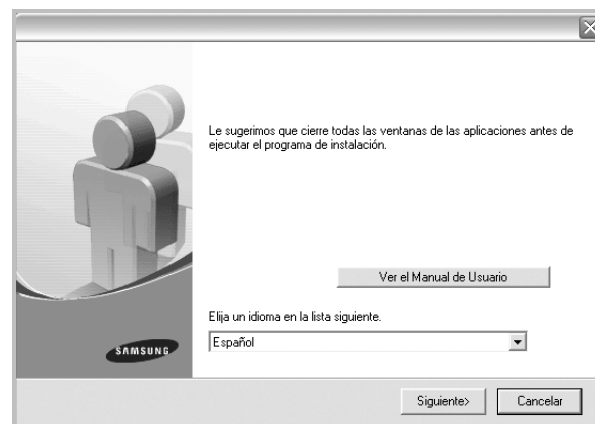 Le sugerimos que cierre todas las ventanas de las aplicaciones antes de
ejecutar el programa de instalación.
Ver el Manual de Usuario
Elija un idioma en la lista siguiente.
Español
SAMSUNG
Siguiente>
Cancelar